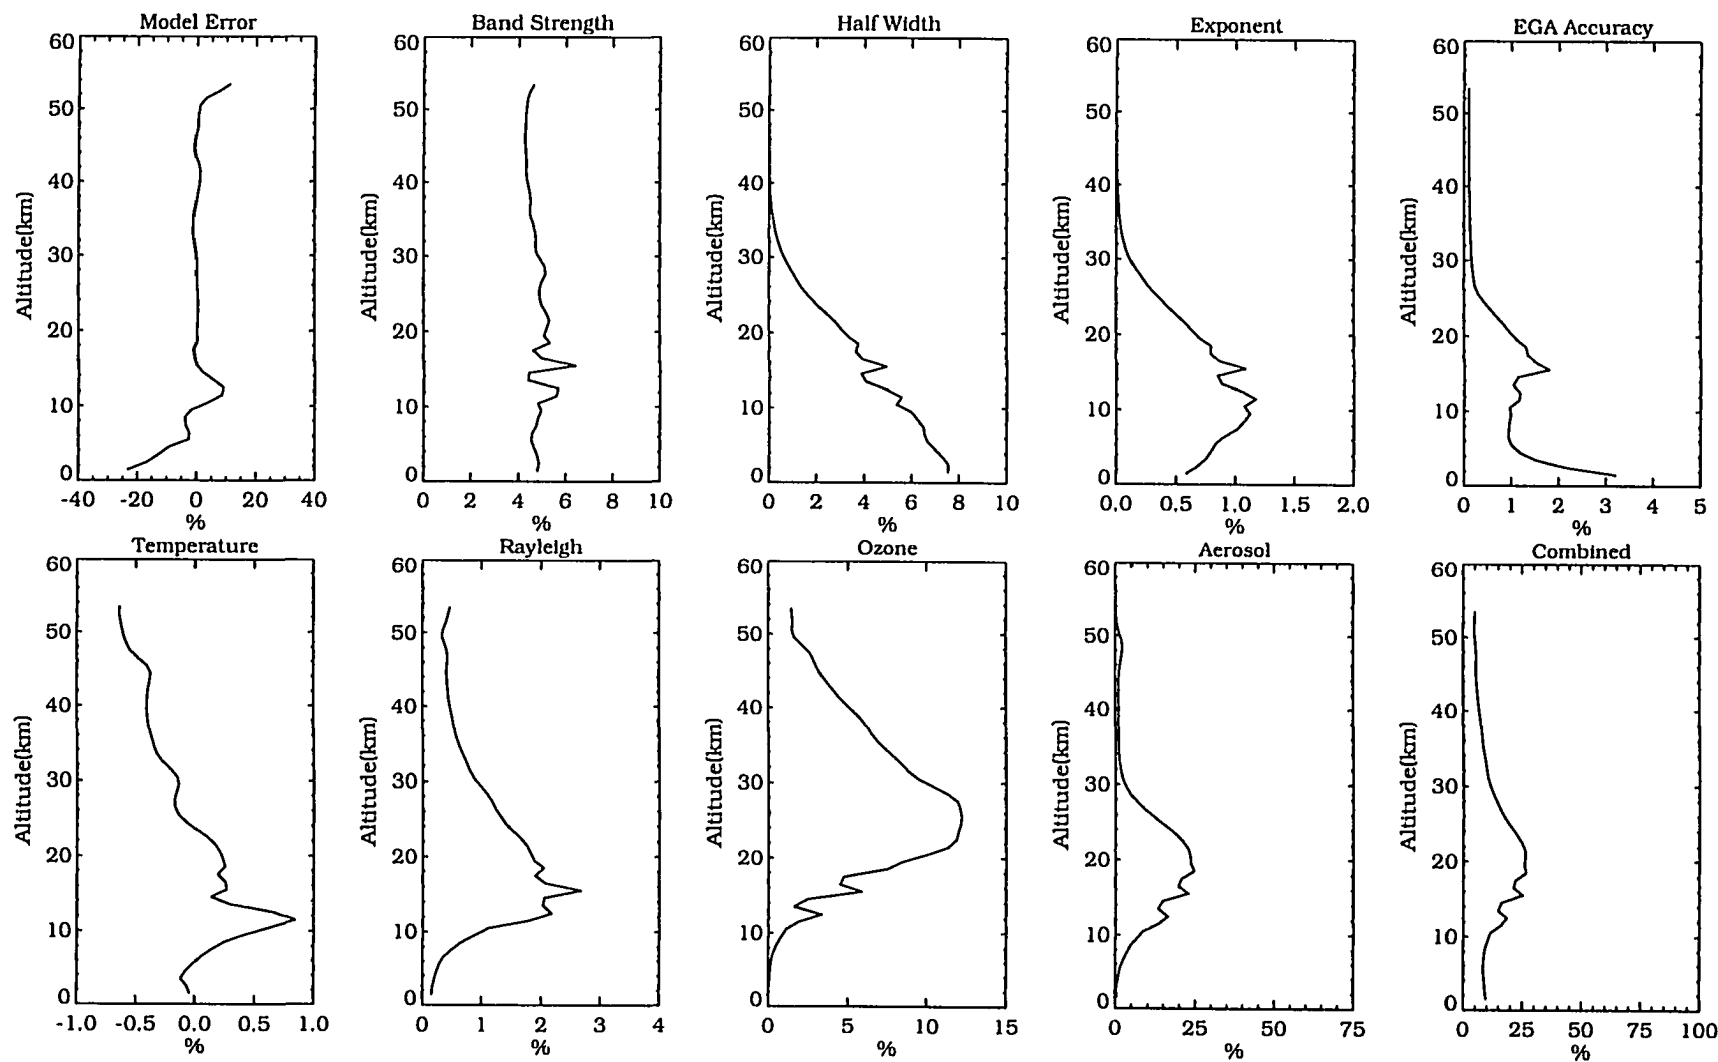 Model Error
Band Strength
Half Width
Exponent
EGA Accuracy
60 60 60 60 60
50 50 50 50 50
40 40 40 40 40
30 30 30 30 30
20 20 20 20 20
10 10 10 10 10
0 0 0 0 0
Altitude(km) Altitude(km) Altitude(km) Altitude(km) Altitude(km)
-40 -20 0 20 40 0 2 4 6 8 10 0 2 4 6 8 10 0.0 0.5 1.0 1.5 2.0 0 1 2 3 4 5
% % % % %
Temperature
Rayleigh
Ozone
Aerosol
Combined
60 60 60 60 60
50 50 50 50 50
40 40 40 40 40
30 30 30 30 30
20 20 20 20 20
10 10 10 10 10
0 0 0 0 0
Altitude(km) Altitude(km) Altitude(km) Altitude(km) Altitude(km)
-1.0 -0.5 0.0 0.5 1.0 0 1 2 3 4 0 5 10 15 0 25 50 75 0 25 50 75 100
% % % % %